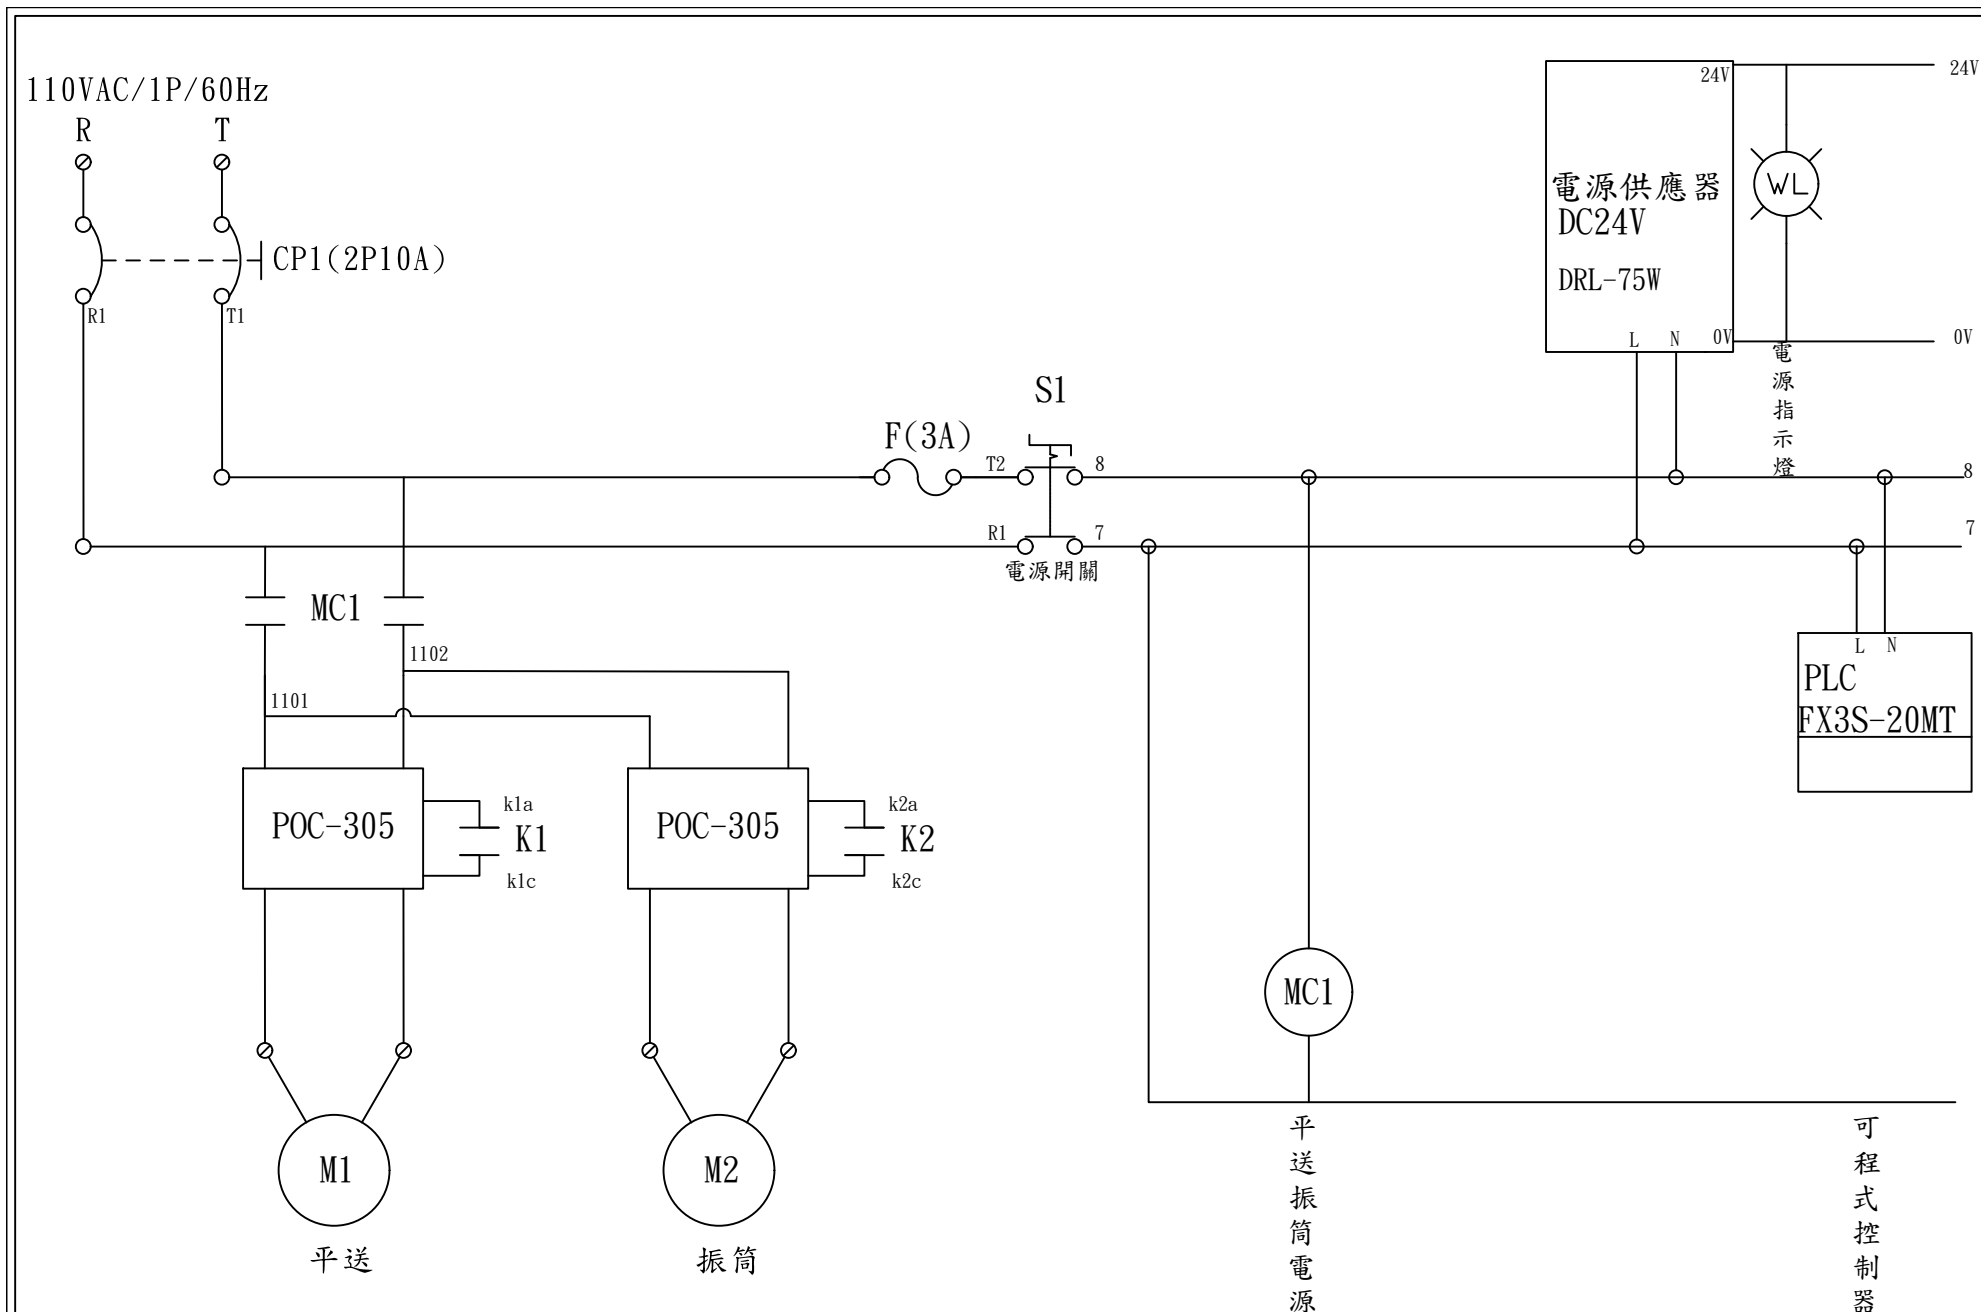 110VAC/1P/60Hz
R
T
CP1(2P10A)
R1
T1
F(3A)
S1
T2
8
R1
7
電源開關
MC1
1102
1101
POC-305
k1a
K1
k1c
POC-305
k2a
K2
k2c
M1
平送
M2
振筒
24V
電源供應器
DC24V
DRL-75W
L
N
0V
WL
24V
0V
電源指示燈
8
7
L
N
PLC
FX3S-20MT
MC1
平送振筒電源
可程式控制器